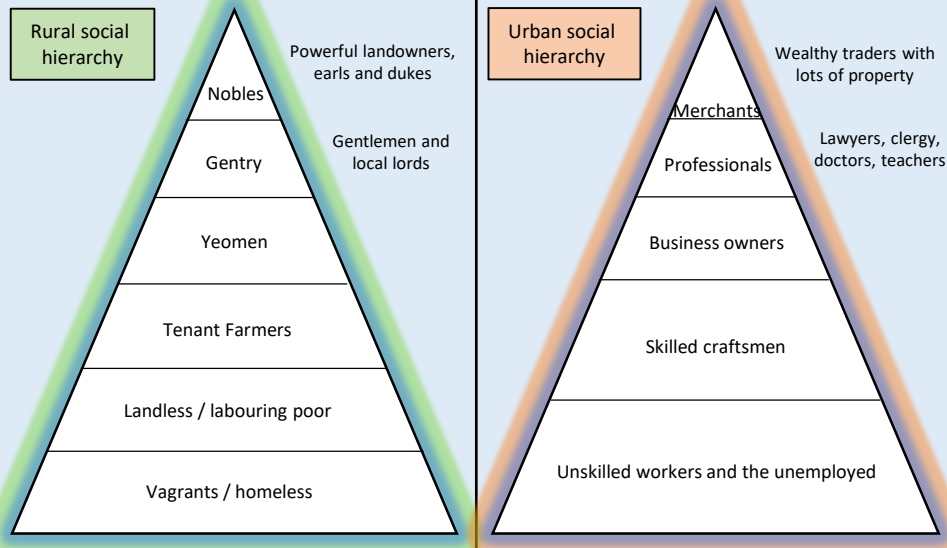 Rural social
hierarchy
Powerful landowners,
earls and dukes
Nobles
Gentlemen and
local lords
Gentry
Yeomen
Tenant Farmers
Landless / labouring poor
Vagrants / homeless
Urban social
hierarchy
Wealthy traders with
lots of property
Merchants
Lawyers, clergy,
doctors, teachers
Professionals
Business owners
Skilled craftsmen
Unskilled workers and the unemployed